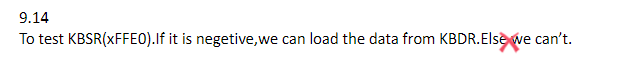 9.14
To test KBSR(xFFE0).If it is negetive,we can load the data from KBDR.Else we can't.